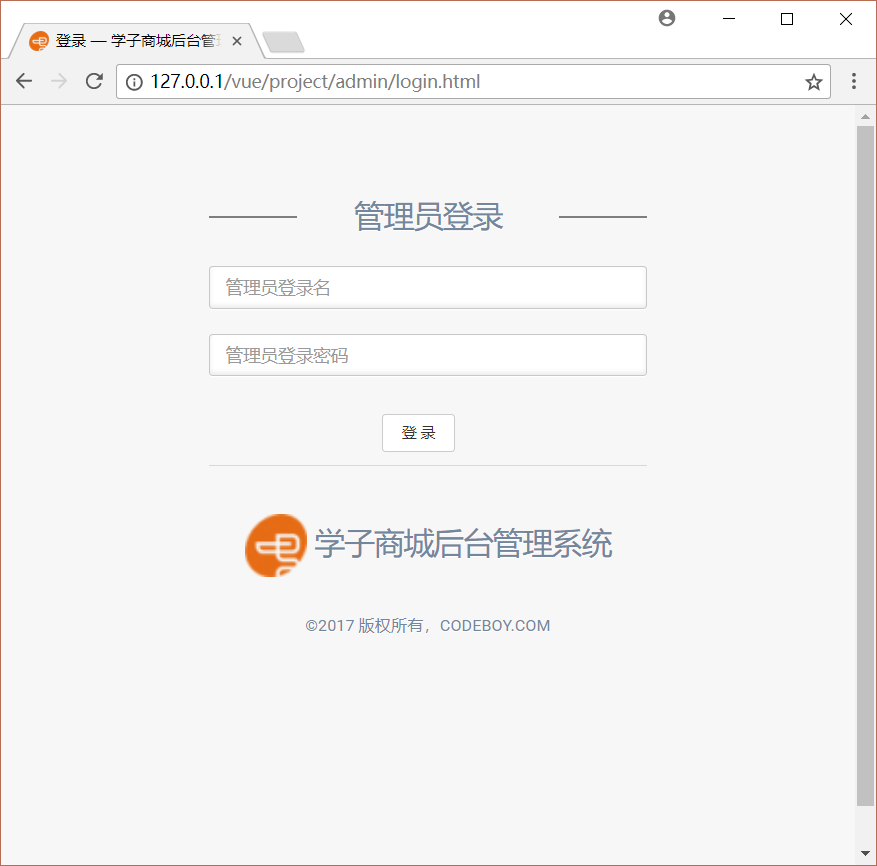 登录 — 学子商城后台管
127.0.0.1/vue/project/admin/login.html
管理员登录
管理员登录名
管理员登录密码
登 录
学子商城后台管理系统
©2017 版权所有，CODEBOY.COM